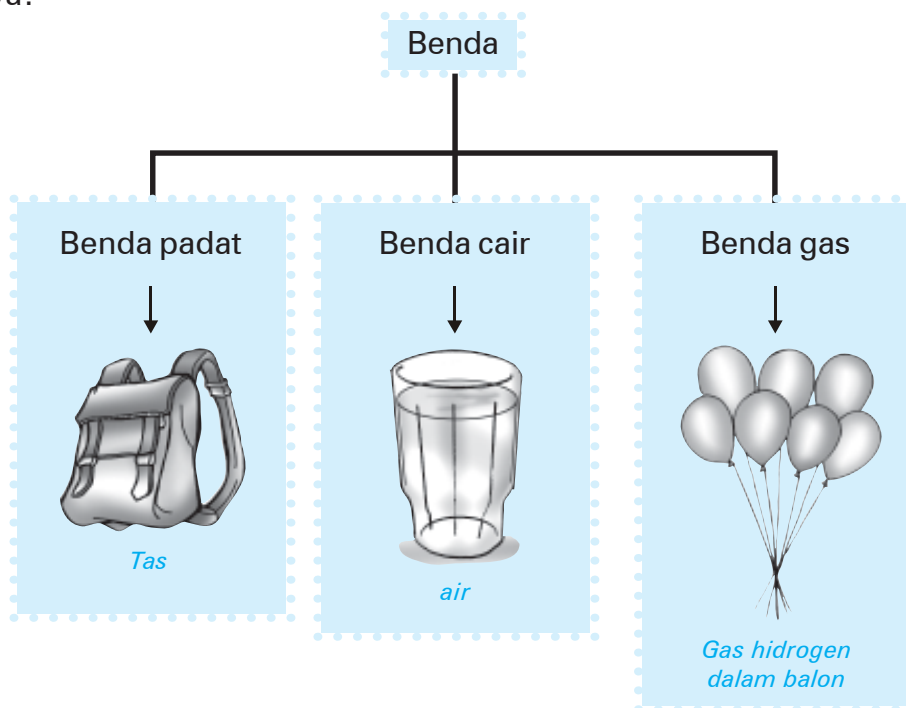 Benda
Benda padat
Benda cair
Benda gas
Tas
air
Gas hidrogen
dalam balon